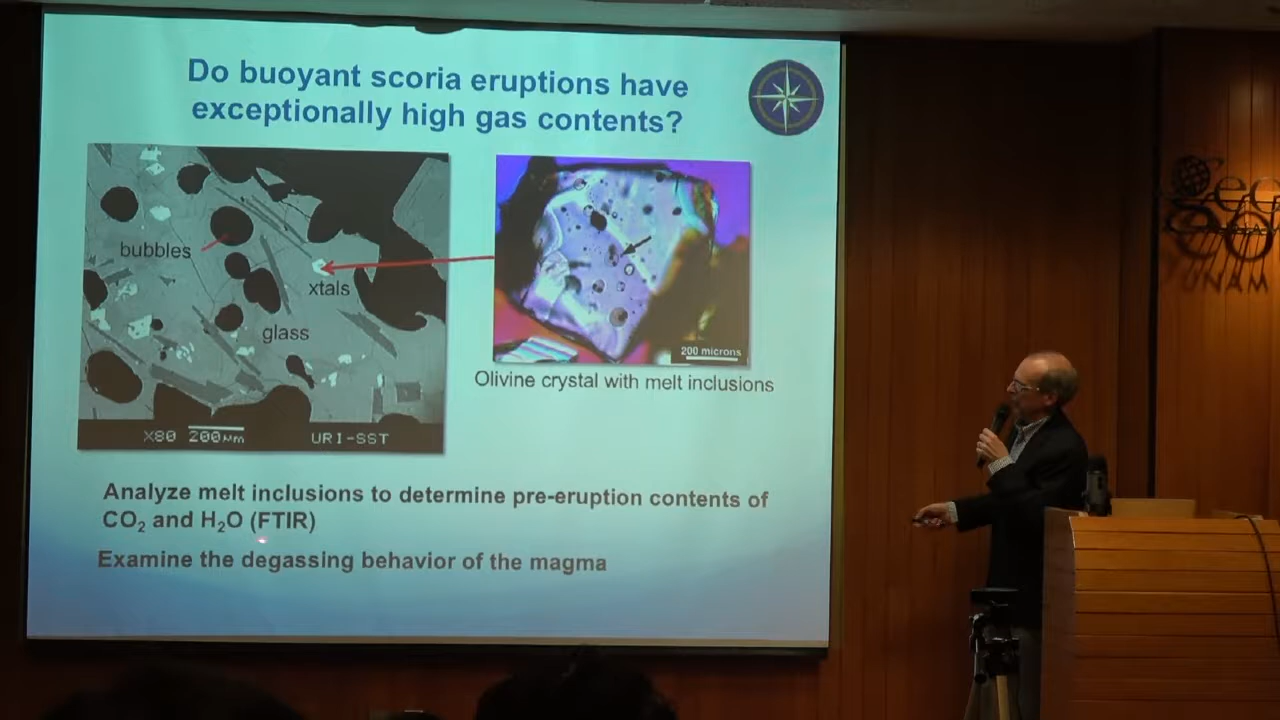 Do buoyant scoria eruptions have
exceptionally high gas contents?
bubbles
xtals
glass
X80 200μm URI-SST
200 microns
Olivine crystal with melt inclusions
Analyze melt inclusions to determine pre-eruption contents of
CO₂ and H₂O (FTIR)
Examine the degassing behavior of the magma
UNAM